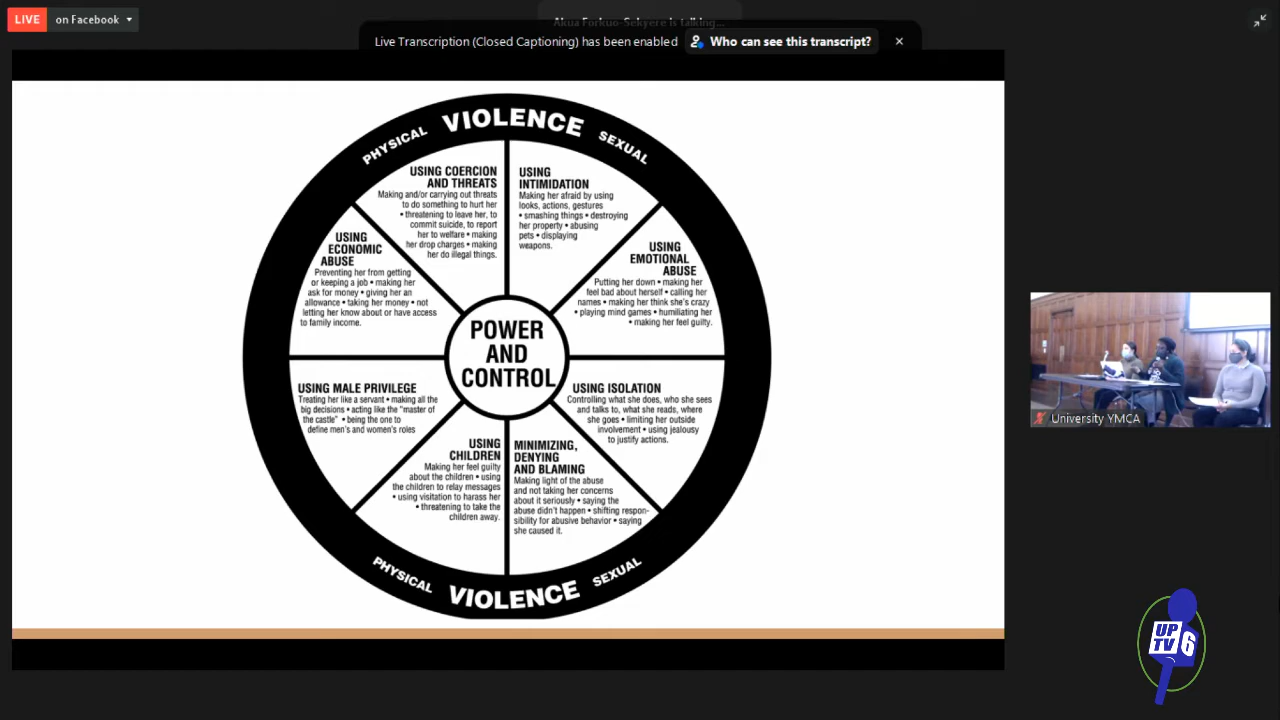 LIVE on Facebook
Akua Forkuo-Sekyere is talking...
Live Transcription (Closed Captioning) has been enabled
Who can see this transcript?
PHYSICAL VIOLENCE SEXUAL
USING COERCION
AND THREATS
Making and/or carrying out threats
to do something to hurt her
• threatening to leave her, to
commit suicide, to report
her to welfare • making
her drop charges • making
her do illegal things.
USING
INTIMIDATION
Making her afraid by using
looks, actions, gestures
• smashing things • destroying
her property • abusing
pets • displaying
weapons.
USING
ECONOMIC
ABUSE
Preventing her from getting
or keeping a job • making her
ask for money • giving her an
allowance • taking her money • not
letting her know about or have access
to family income.
USING
EMOTIONAL
ABUSE
Putting her down • making her
feel bad about herself • calling her
names • making her think she's crazy
• playing mind games • humiliating her
• making her feel guilty.
POWER
AND
CONTROL
USING MALE PRIVILEGE
Treating her like a servant • making all the
big decisions • acting like the "master of
the castle" • being the one to
define men's and women's roles
USING ISOLATION
Controlling what she does, who she sees
and talks to, what she reads, where
she goes • limiting her outside
involvement • using jealousy
to justify actions.
USING
CHILDREN
Making her feel guilty
about the children • using
the children to relay messages
• using visitation to harass her
• threatening to take the
children away.
MINIMIZING,
DENYING
AND BLAMING
Making light of the abuse
and not taking her concerns
about it seriously • saying the
abuse didn't happen • shifting respon-
sibility for abusive behavior • saying
she caused it.
PHYSICAL VIOLENCE SEXUAL
University YMCA
UP
TV 6